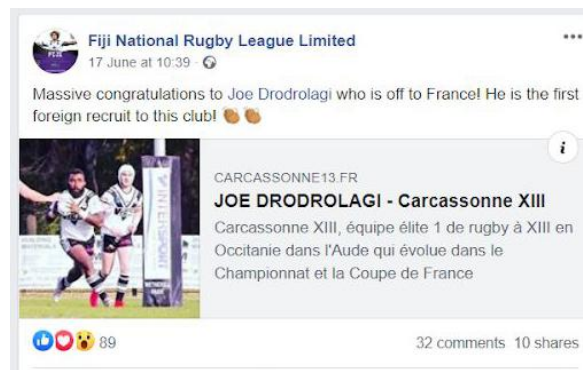 Fiji National Rugby League Limited
17 June at 10:39 ·
Massive congratulations to Joe Drodrolagi who is off to France! He is the first
foreign recruit to this club! 👏👏
i
CARCASSONNE13.FR
JOE DRODROLAGI - Carcassonne XIII
Carcassonne XIII, équipe élite 1 de rugby à XIII en
Occitanie dans l'Aude qui évolue dans le
Championnat et la Coupe de France
INTERSPORT
89
32 comments 10 shares